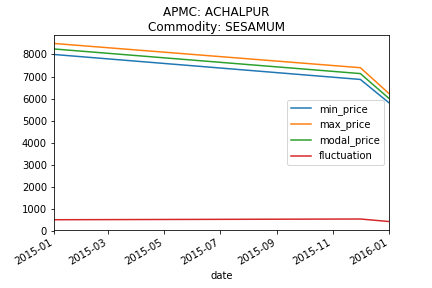 APMC: ACHALPUR
Commodity: SESAMUM
8000
7000
6000
5000
4000
3000
2000
1000
0
min_price
max_price
modal_price
fluctuation
2015-01
2015-03
2015-05
2015-07
2015-09
2015-11
2016-01
date